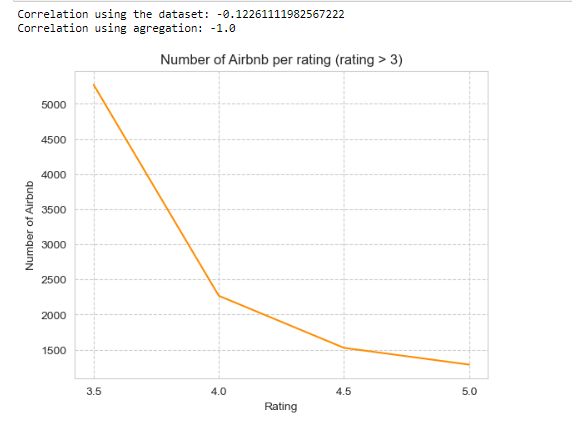 Correlation using the dataset: -0.12261111982567222
Correlation using agregation: -1.0
Number of Airbnb per rating (rating > 3)
5000
4500
4000
3500
3000
2500
2000
1500
Number of Airbnb
3.5 4.0 4.5 5.0
Rating